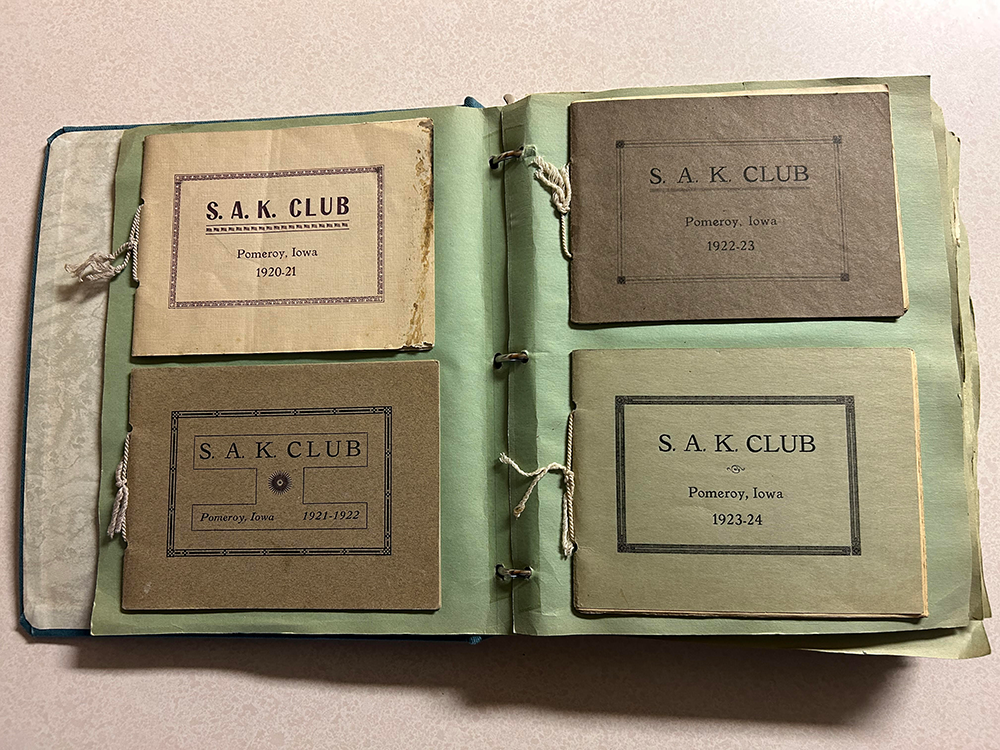 S. A. K. CLUB
Pomeroy, Iowa
1920-21
S. A. K. CLUB
Pomeroy, Iowa 1921-1922
S. A. K. CLUB
Pomeroy, Iowa
1922-23
S. A. K. CLUB
Pomeroy, Iowa
1923-24